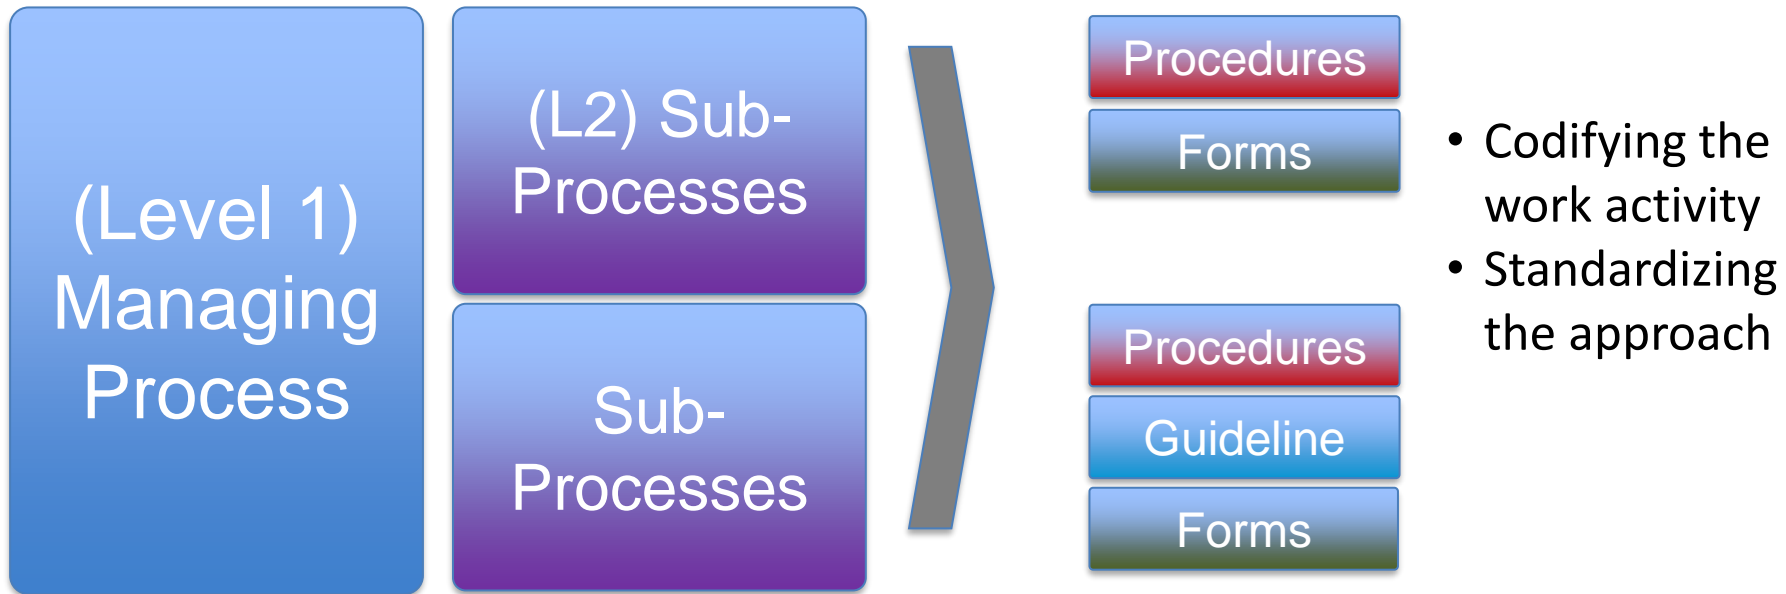 (Level 1)
Managing
Process
(L2) Sub-
Processes
Sub-
Processes
Procedures
Forms
Procedures
Guideline
Forms
• Codifying the
work activity
• Standardizing
the approach